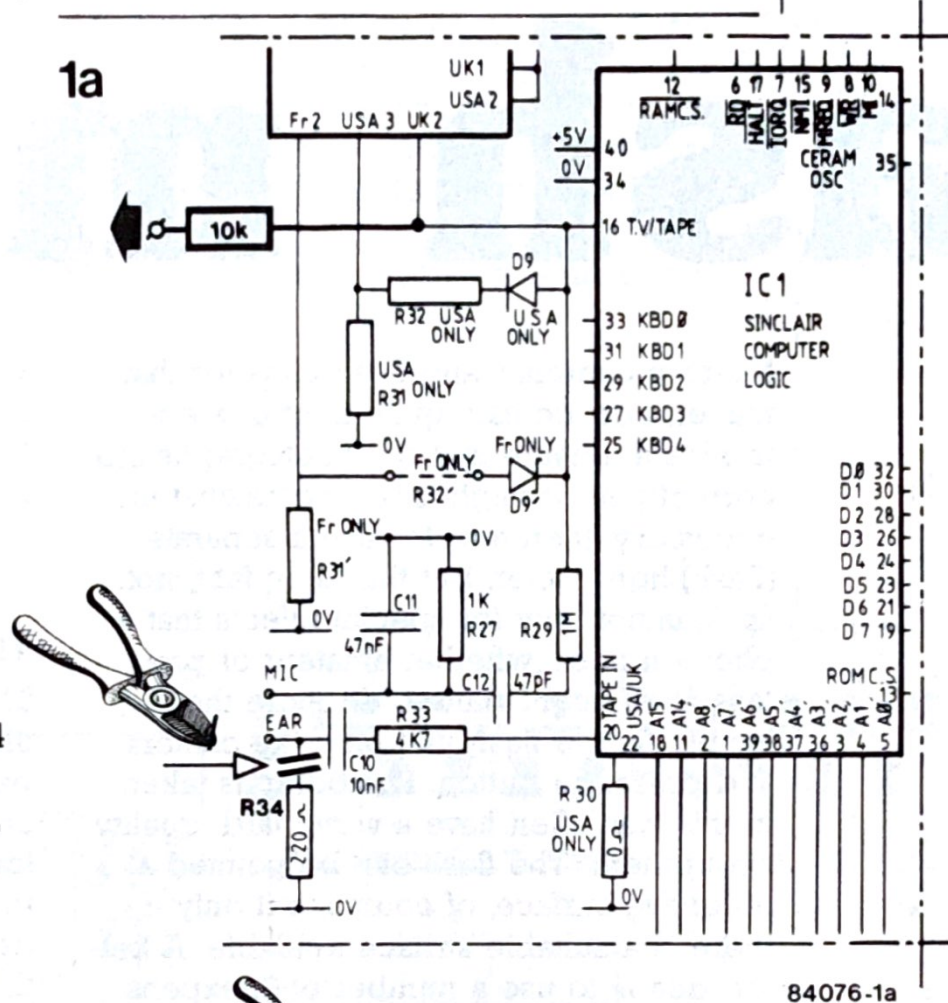 1a
UK1
USA 2
Fr2 USA 3 UK2
12
RAMC.S.
6 17 7 15 9 8 10
RD HALT IORQ NMI MREQ WR M1
14
CERAM
OSC
35
+5V
40
0V
34
10k
16 T.V/TAPE
D9
IC1
R32 USA
ONLY
USA
ONLY
33 KBD0
31 KBD1
29 KBD2
27 KBD3
25 KBD4
SINCLAIR
COMPUTER
LOGIC
USA ONLY
R31
0V
Fr ONLY
R32'
Fr ONLY
D9'
D0 32
D1 30
D2 28
D3 26
D4 24
D5 23
D6 21
D7 19
Fr ONLY
R31'
0V
0V
C11
47nF
1K
R27
R29
1M
ROM C.S.
13
MIC
C12
47pF
EAR
R33
4K7
C10
10nF
20 TAPE IN
22 USA/UK
18 A15
11 A14
2 A8
1 A7
39 A6
38 A5
37 A4
36 A3
3 A2
4 A1
5 A0
R34
220 Ω
0V
R30
USA
ONLY
0Ω
0V
84076-1a